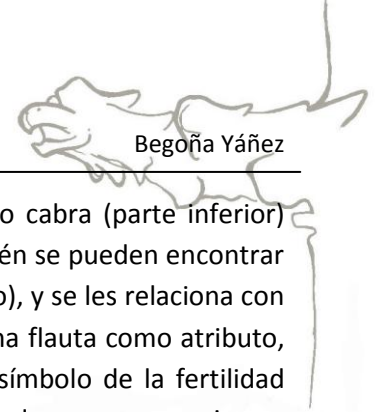 Begoña Yáñez
o cabra (parte inferior)
én se pueden encontrar
o), y se les relaciona con
na flauta como atributo,
símbolo de la fertilidad